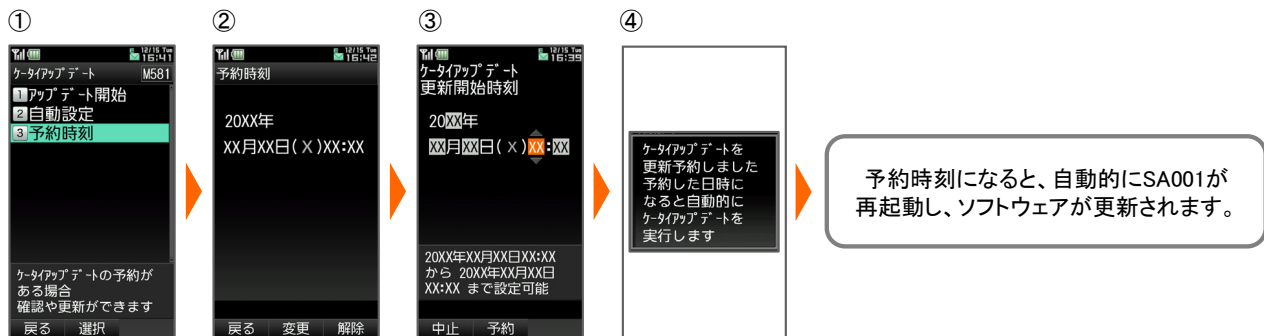 ①
12/15 Tue
16:41
ケータイアップデート M581
1アップデート開始
2自動設定
3予約時刻
ケータイアップデートの予約が
ある場合
確認や更新ができます
戻る 選択
②
12/15 Tue
16:42
予約時刻
20XX年
XX月XX日(X)XX:XX
戻る 変更 解除
③
12/15 Tue
16:39
ケータイアップデート
更新開始時刻
20XX年
XX月XX日(X)XX:XX
20XX年XX月XX日XX:XX
から 20XX年XX月XX日
XX:XX まで設定可能
中止 予約
④
ケータイアップデートを
更新予約しました
予約した日時に
なると自動的に
ケータイアップデートを
実行します
予約時刻になると、自動的にSA001が
再起動し、ソフトウェアが更新されます。